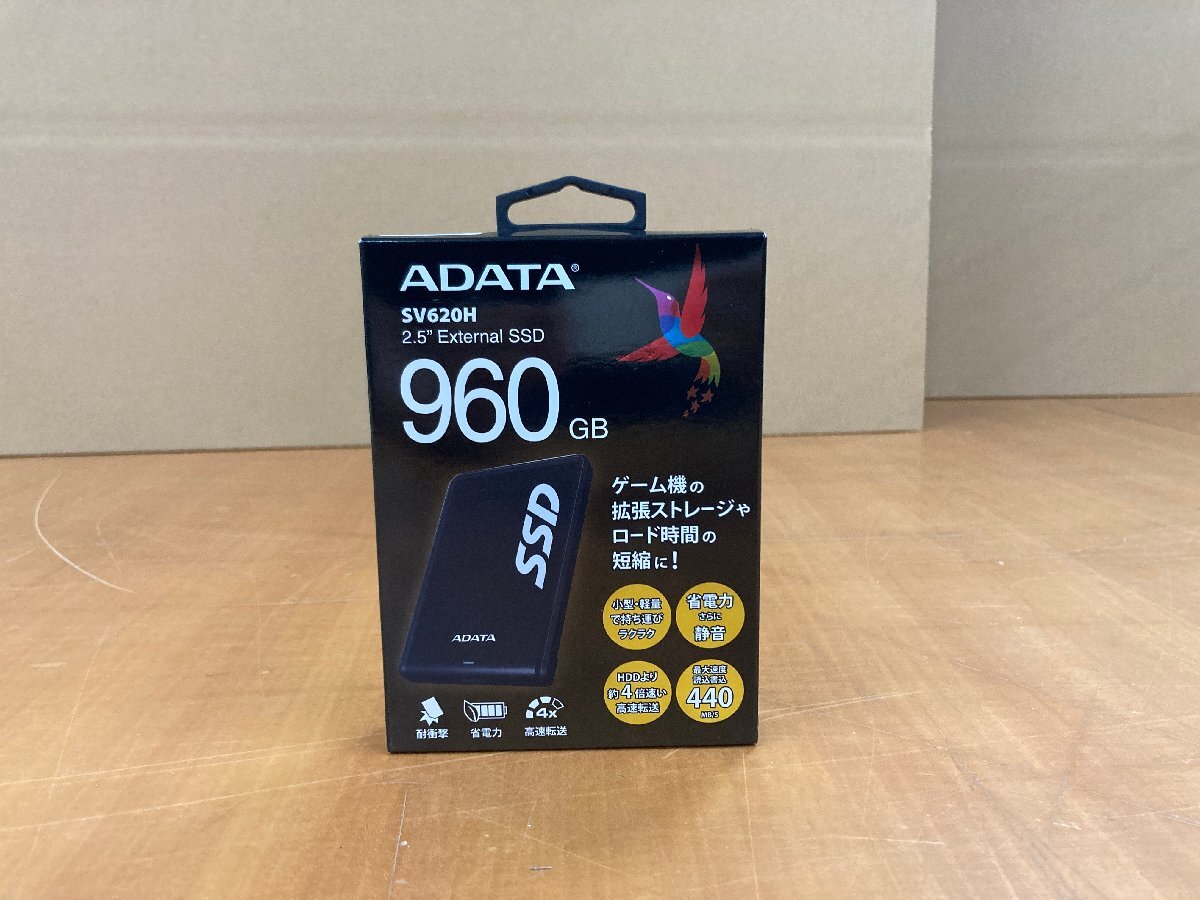 ADATA®
SV620H
2.5” External SSD
960 GB
ゲーム機の
拡張ストレージや
ロード時間の
短縮に！
SSD
ADATA
小型・軽量
で持ち運び
ラクラク
省電力
さらに
静音
HDDより
約4倍速い
高速転送
最大速度
読込書込
440
MB/S
耐衝撃
省電力
4x
高速転送